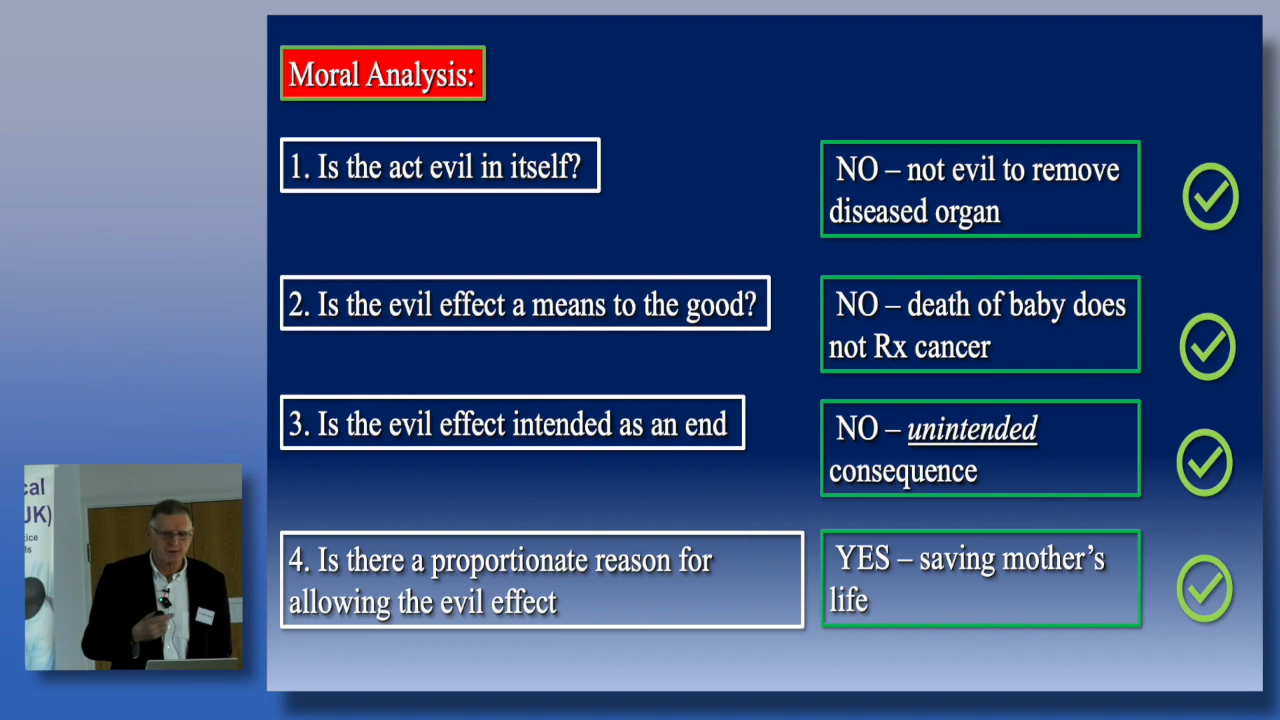 Moral Analysis:
1. Is the act evil in itself?
NO – not evil to remove
diseased organ
2. Is the evil effect a means to the good?
NO – death of baby does
not Rx cancer
3. Is the evil effect intended as an end
NO – unintended
consequence
4. Is there a proportionate reason for
allowing the evil effect
YES – saving mother's
life
cal
UK)